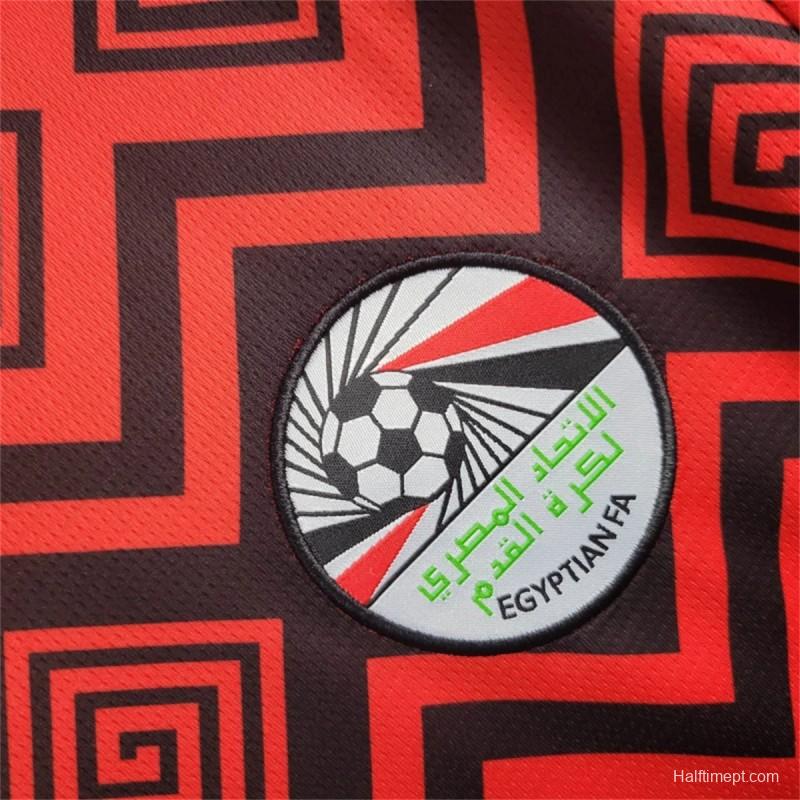 الاتحاد المصري
لكرة القدم
EGYPTIAN FA
Halftimept.com